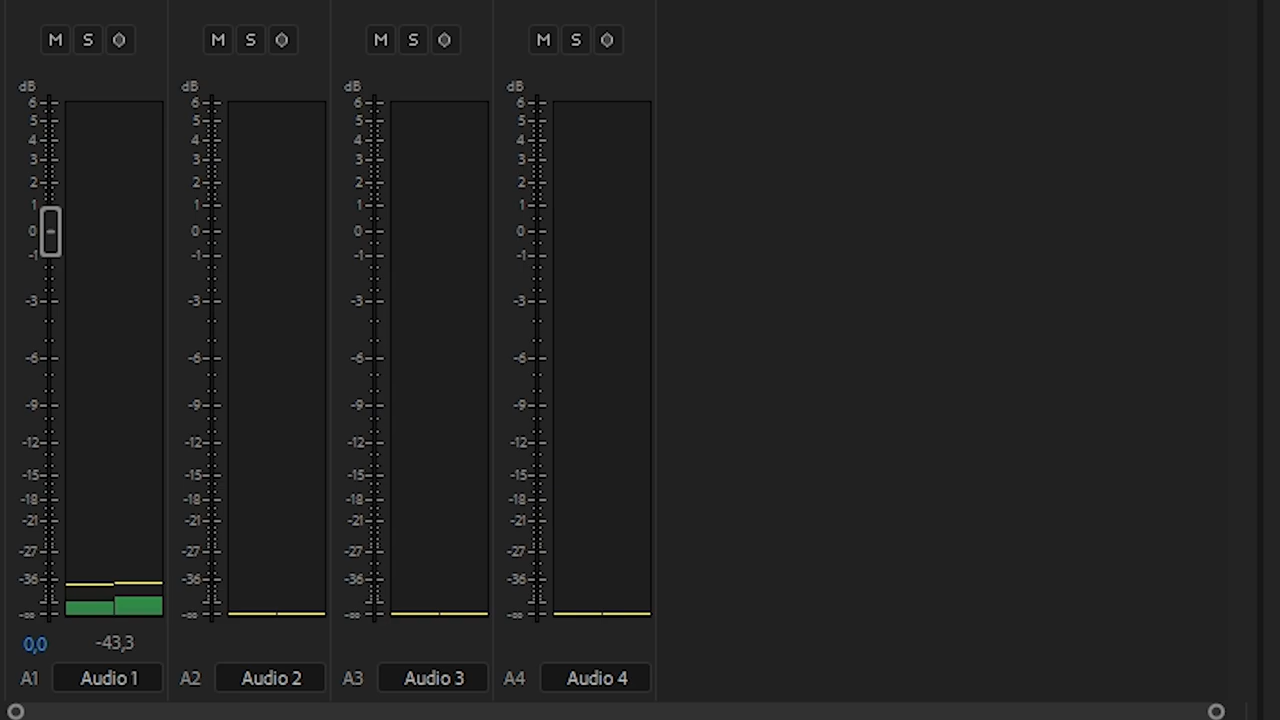 M S M S M S M S
dB dB dB dB
6 6 6 6
5 5 5 5
4 4 4 4
3 3 3 3
2 2 2 2
1 1 1 1
0 0 0 0
-1 -1 -1 -1
-3 -3 -3 -3
-6 -6 -6 -6
-9 -9 -9 -9
-12 -12 -12 -12
-15 -15 -15 -15
-18 -18 -18 -18
-21 -21 -21 -21
-27 -27 -27 -27
-36 -36 -36 -36
-∞ -∞ -∞ -∞
0,0 -43,3
A1 Audio 1 A2 Audio 2 A3 Audio 3 A4 Audio 4